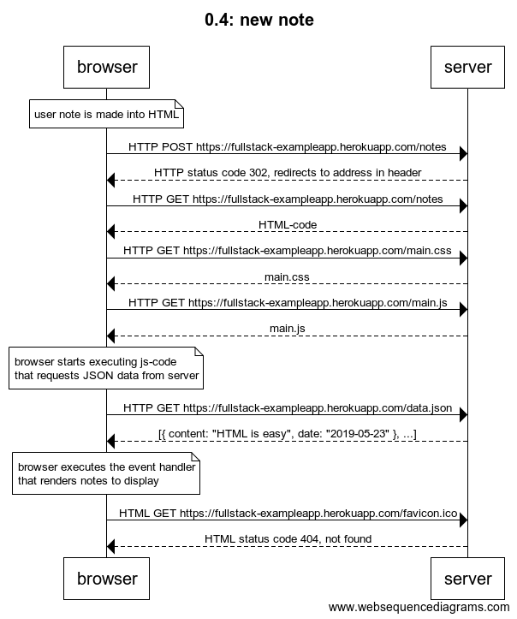 0.4: new note
browser
server
user note is made into HTML
HTTP POST https://fullstack-exampleapp.herokuapp.com/notes
HTTP status code 302, redirects to address in header
HTTP GET https://fullstack-exampleapp.herokuapp.com/notes
HTML-code
HTTP GET https://fullstack-exampleapp.herokuapp.com/main.css
main.css
HTTP GET https://fullstack-exampleapp.herokuapp.com/main.js
main.js
browser starts executing js-code
that requests JSON data from server
HTTP GET https://fullstack-exampleapp.herokuapp.com/data.json
[{ content: "HTML is easy", date: "2019-05-23" }, ...]
browser executes the event handler
that renders notes to display
HTML GET https://fullstack-exampleapp.herokuapp.com/favicon.ico
HTML status code 404, not found
browser
server
www.websequencediagrams.com